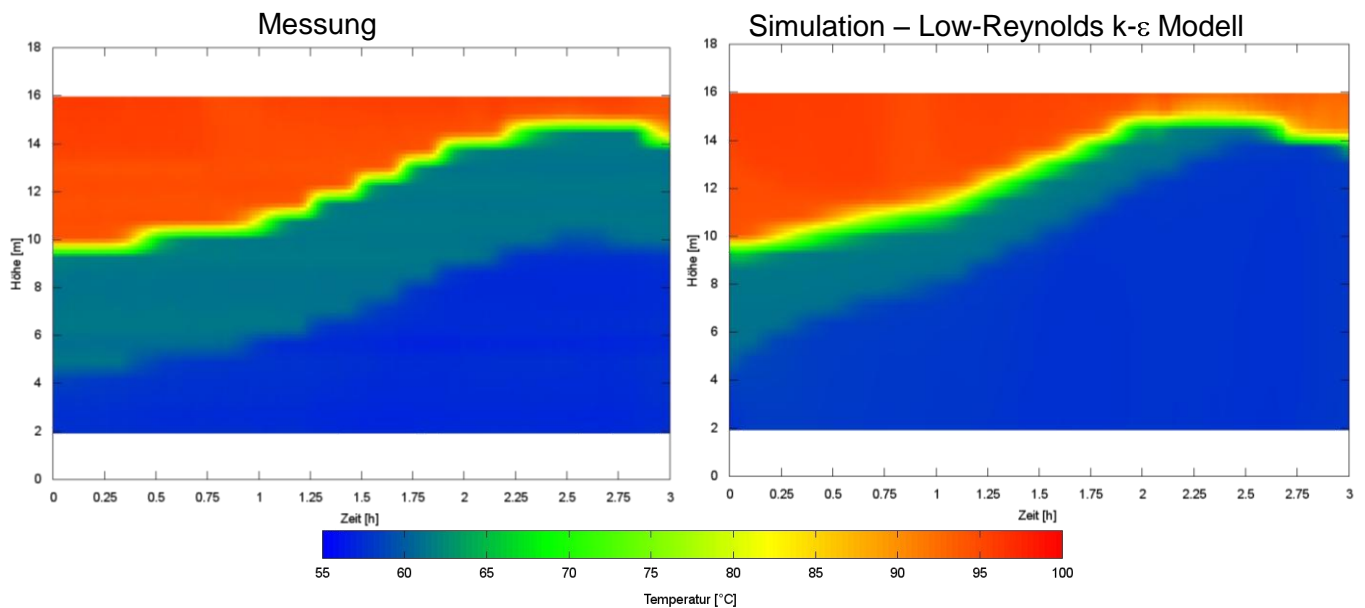 Messung
Simulation – Low-Reynolds k-ε Modell
18
16
14
12
10
8
6
4
2
0
Höhe [m]
0 0.25 0.5 0.75 1 1.25 1.5 1.75 2 2.25 2.5 2.75 3
Zeit [h]
18
16
14
12
10
8
6
4
2
0
Höhe [m]
0 0.25 0.5 0.75 1 1.25 1.5 1.75 2 2.25 2.5 2.75 3
Zeit [h]
55 60 65 70 75 80 85 90 95 100
Temperatur [°C]